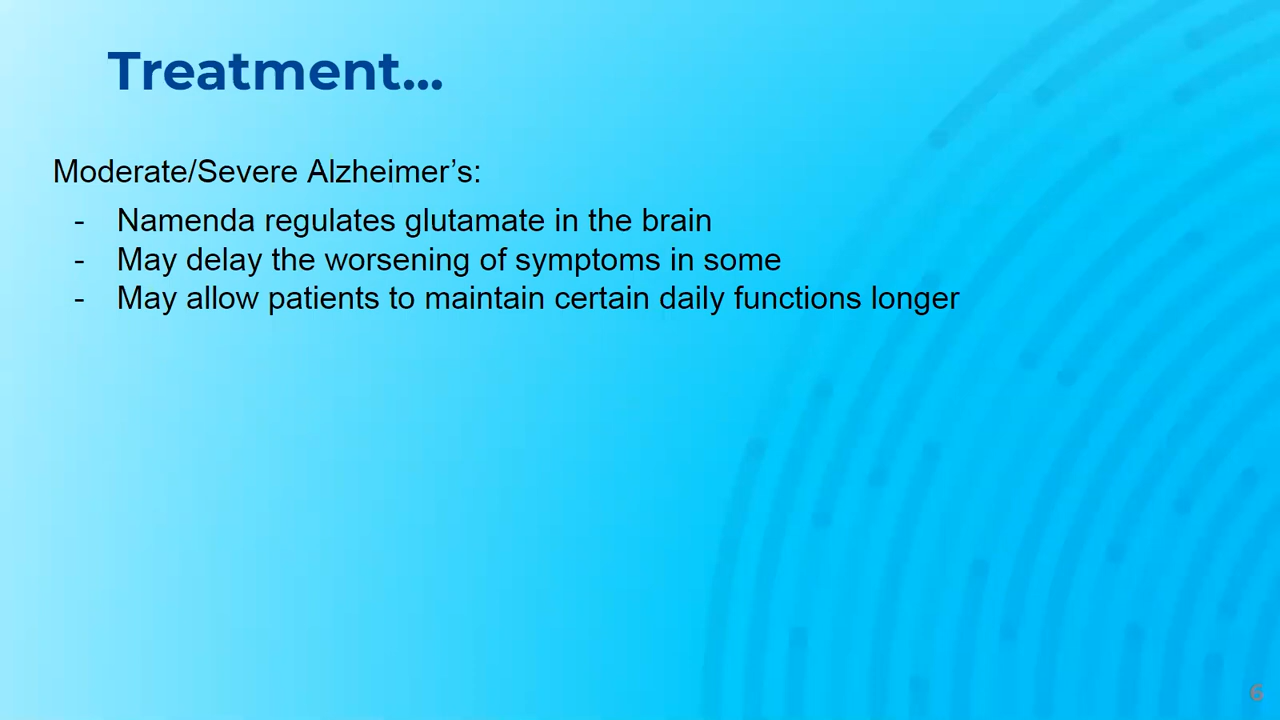 Treatment...
Moderate/Severe Alzheimer’s:
- Namenda regulates glutamate in the brain
- May delay the worsening of symptoms in some
- May allow patients to maintain certain daily functions longer
6